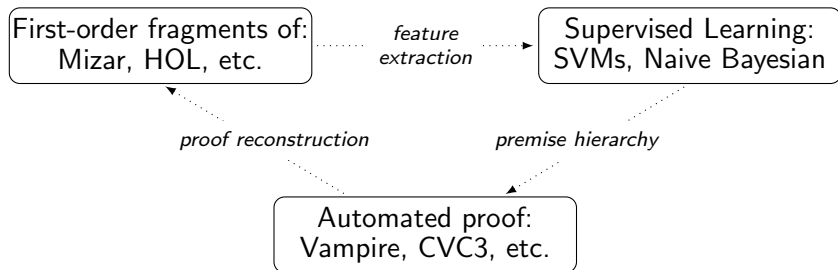 First-order fragments of:
Mizar, HOL, etc.
feature
extraction
Supervised Learning:
SVMs, Naive Bayesian
proof reconstruction
premise hierarchy
Automated proof:
Vampire, CVC3, etc.